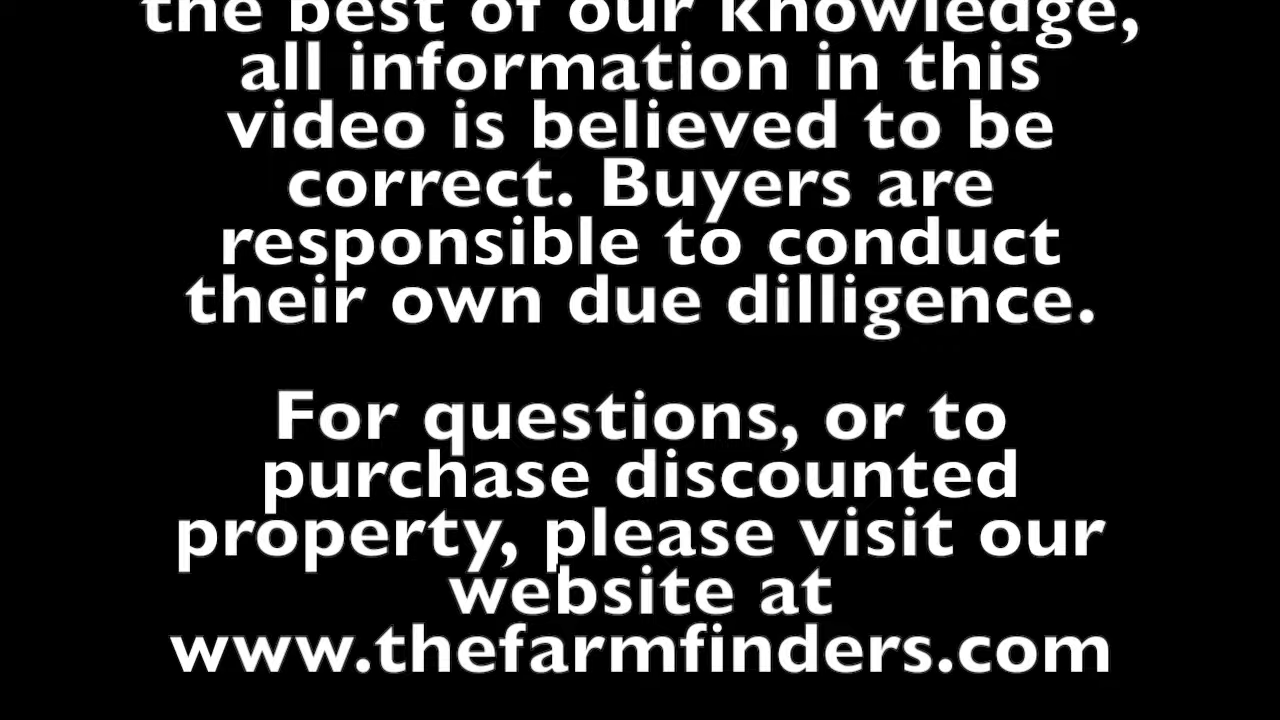 the best of our knowledge,
all information in this
video is believed to be
correct. Buyers are
responsible to conduct
their own due dilligence.
For questions, or to
purchase discounted
property, please visit our
website at
www.thefarmfinders.com